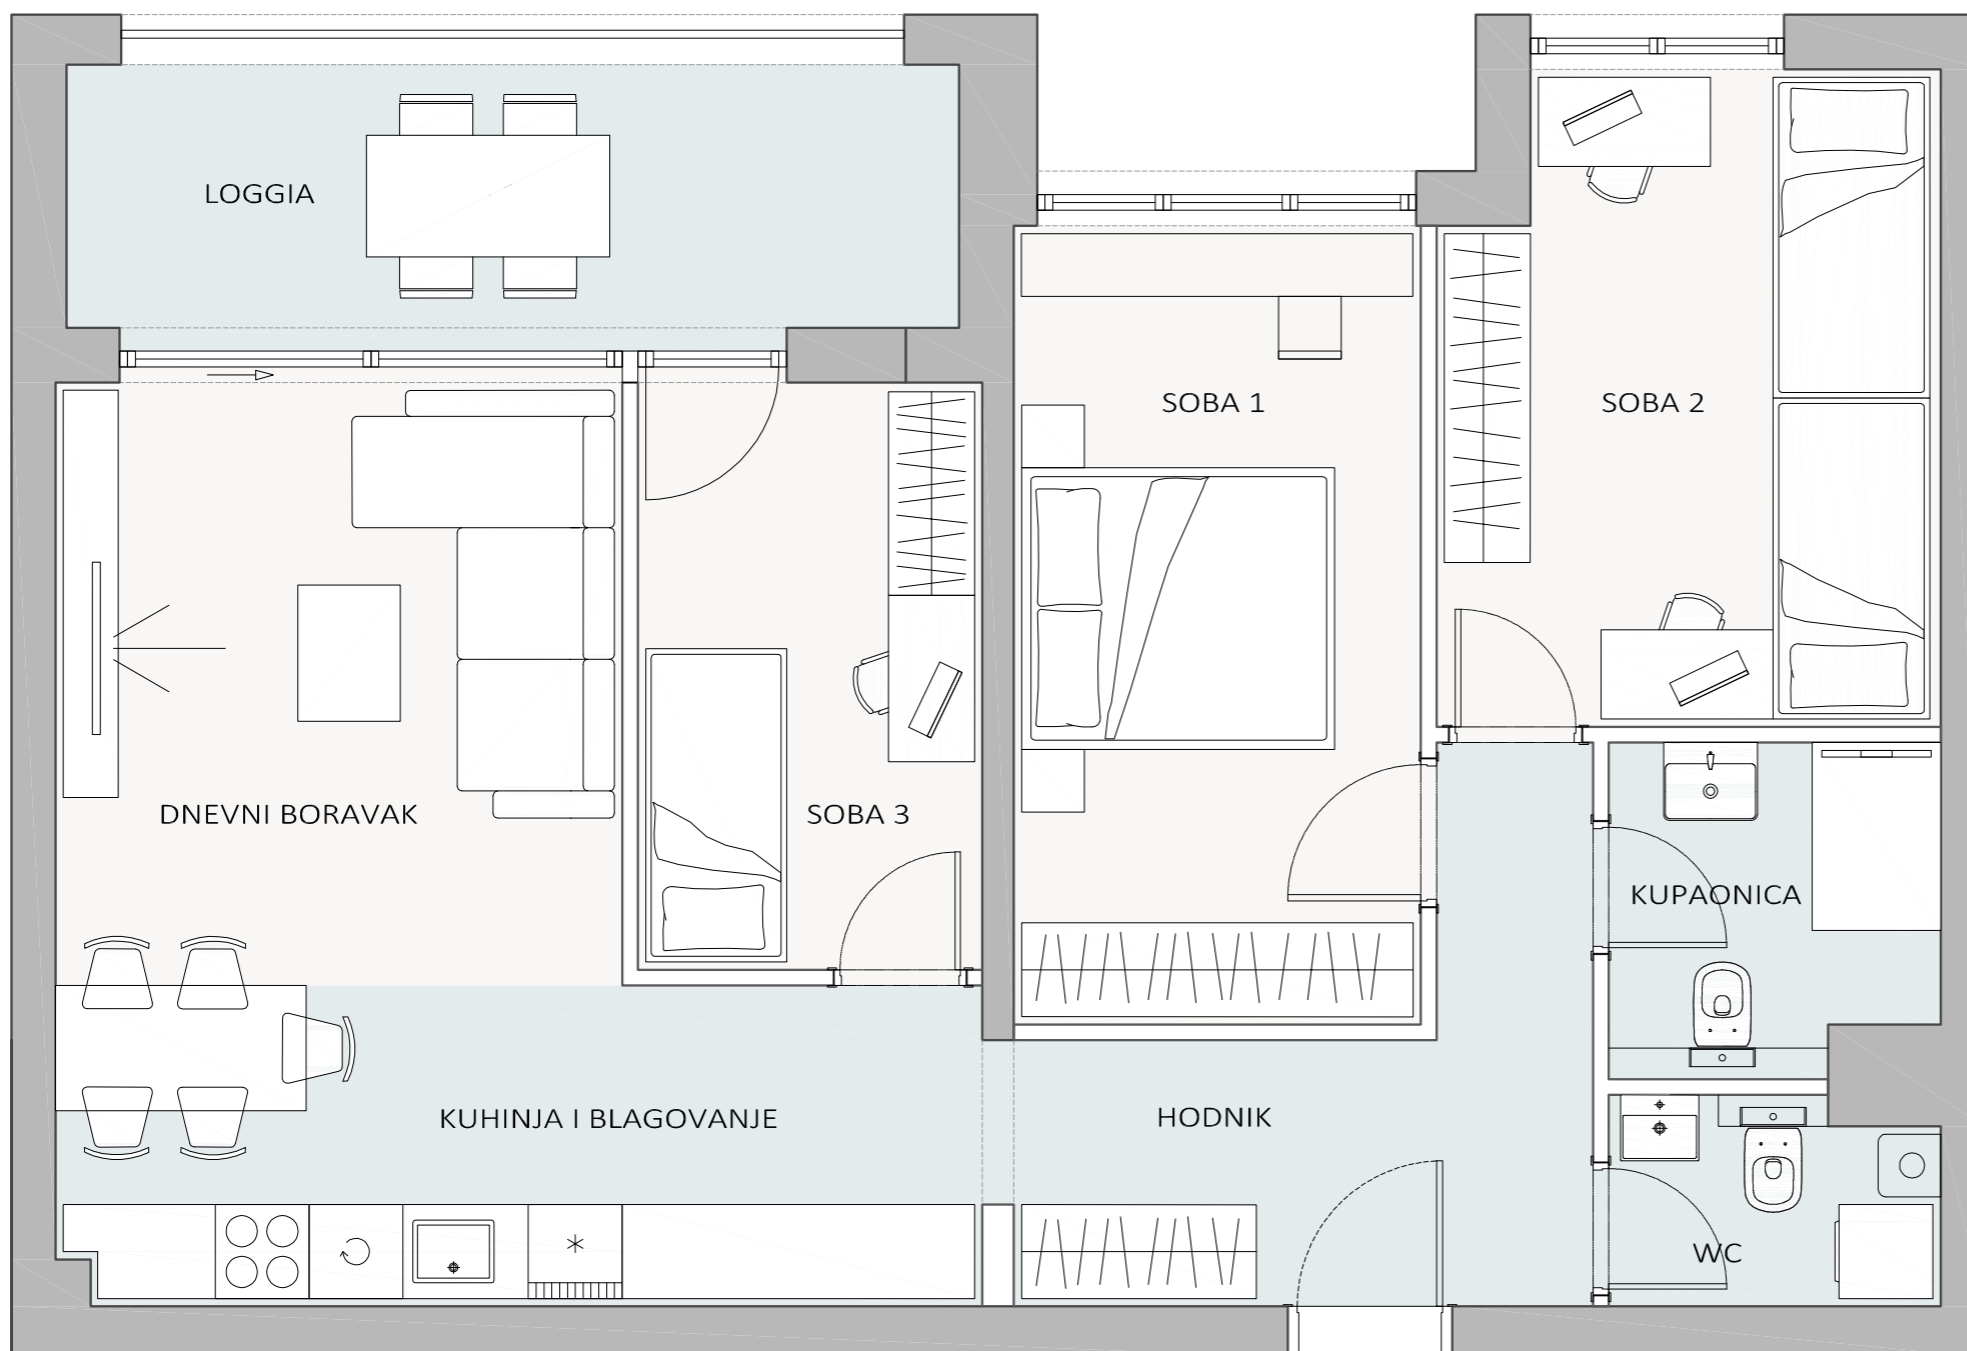 LOGGIA
SOBA 1
SOBA 2
DNEVNI BORAVAK
SOBA 3
KUPAONICA
KUHINJA I BLAGOVANJE
HODNIK
WC